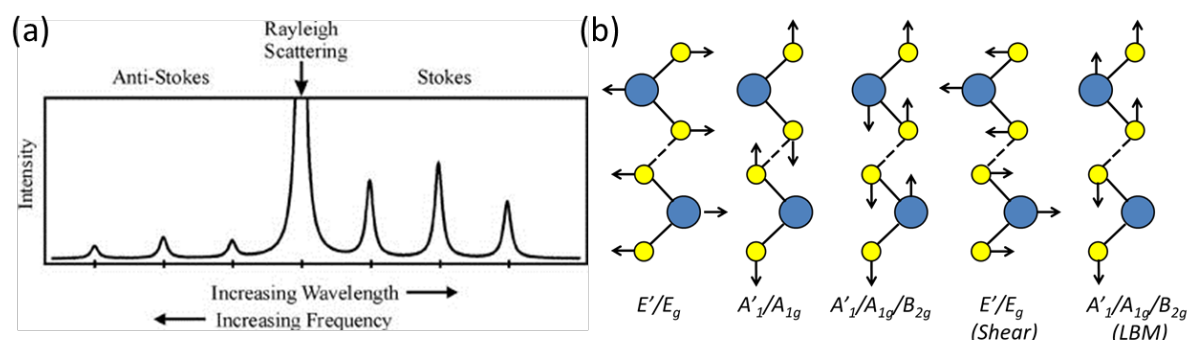 (a)
Rayleigh
Scattering
Anti-Stokes
Stokes
Intensity
Increasing Wavelength
Increasing Frequency
(b)
E'/Eg
A'1/A1g
A'1/A1g/B2g
E'/Eg
(Shear)
A'1/A1g/B2g
(LBM)